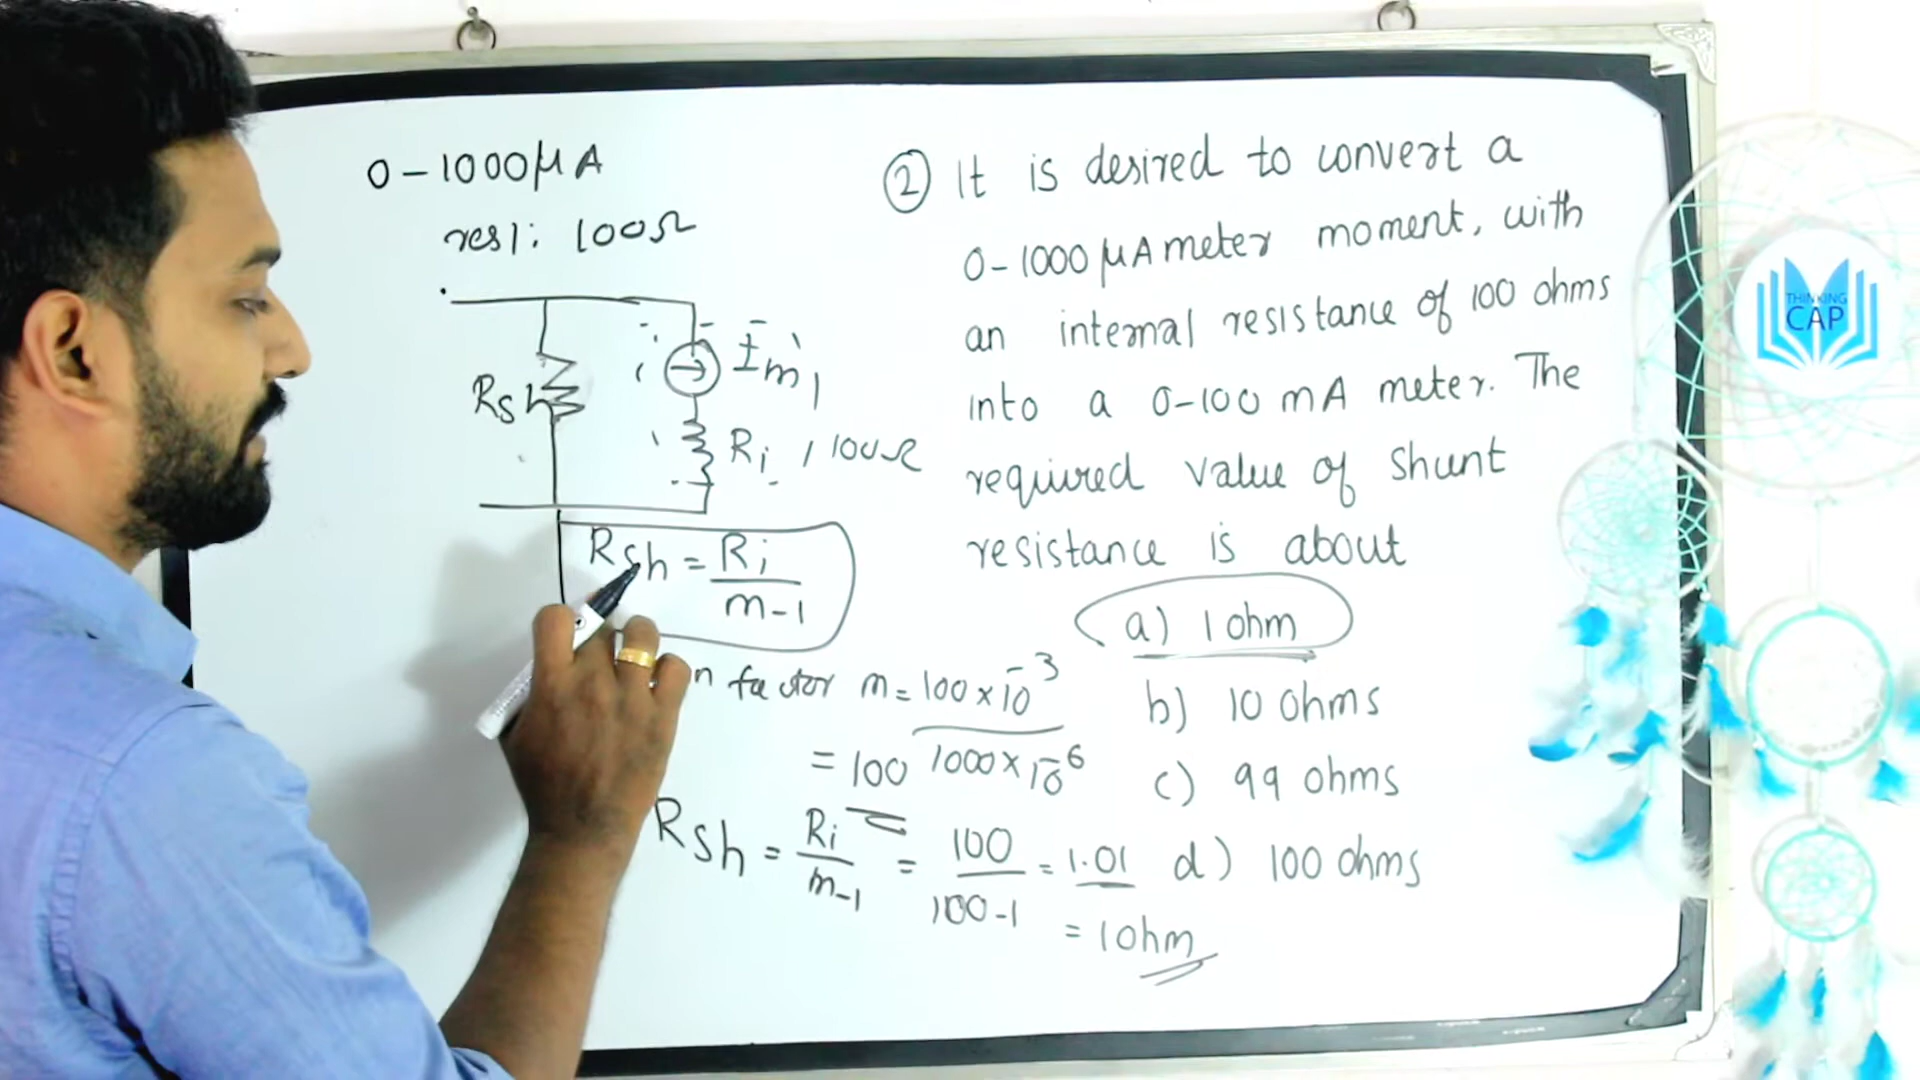 0-1000μA
resi: 100Ω
Rsh
Im
Ri / 100Ω
Rsh = Ri / m-1
n factor m = 100×10⁻³ / 1000×10⁻⁶
= 100
Rsh = Ri / m-1 = 100 / 100-1 = 1.01
= 1ohm
② It is desired to convert a
0-1000 μA meter moment, with
an internal resistance of 100 ohms
into a 0-100 mA meter. The
required value of shunt
resistance is about
a) 1 ohm
b) 10 ohms
c) 99 ohms
d) 100 ohms
THINKING
CAP